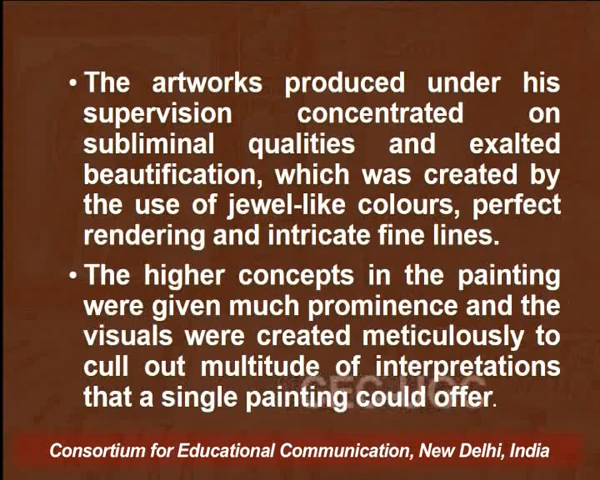 • The artworks produced under his
supervision concentrated on
subliminal qualities and exalted
beautification, which was created by
the use of jewel-like colours, perfect
rendering and intricate fine lines.
• The higher concepts in the painting
were given much prominence and the
visuals were created meticulously to
cull out multitude of interpretations
that a single painting could offer.
CEC-UGC
Consortium for Educational Communication, New Delhi, India